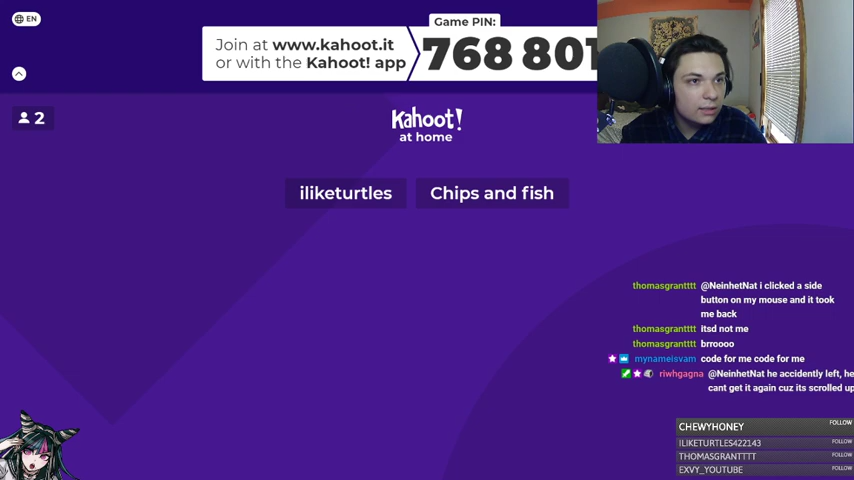 EN
Game PIN:
Join at www.kahoot.it
or with the Kahoot! app
768 801
2
Kahoot!
at home
iliketurtles
Chips and fish
thomasgrantttt @NeinhetNat i clicked a side
button on my mouse and it took
me back
thomasgrantttt itsd not me
thomasgrantttt brroooo
mynameisvam code for me code for me
riwhgagna @NeinhetNat he accidently left, he
cant get it again cuz its scrolled up
CHEWYHONEY FOLLOW
ILIKETURTLES422143 FOLLOW
THOMASGRANTTTT FOLLOW
EXVY_YOUTUBE FOLLOW